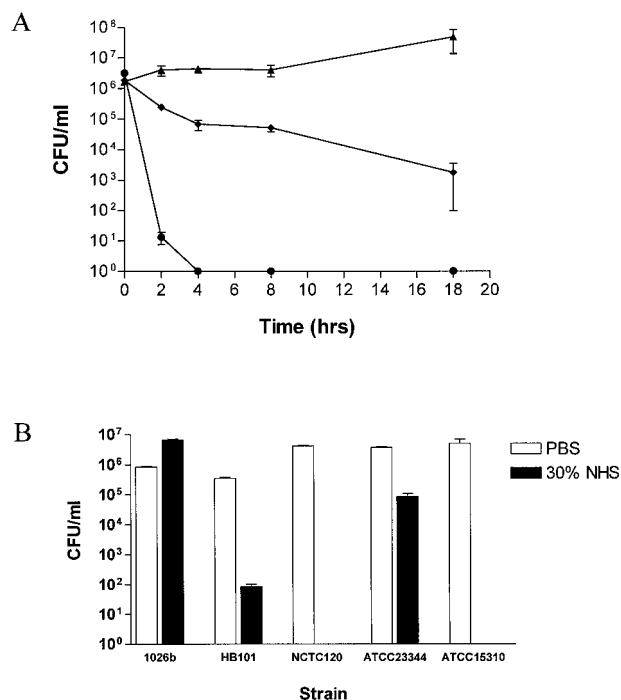 A
CFU/ml
10⁸
10⁷
10⁶
10⁵
10⁴
10³
10²
10¹
10⁰
0 2 4 6 8 10 12 14 16 18 20
Time (hrs)
B
CFU/ml
10⁷
10⁶
10⁵
10⁴
10³
10²
10¹
10⁰
PBS
30% NHS
1026b HB101 NCTC120 ATCC23344 ATCC15310
Strain